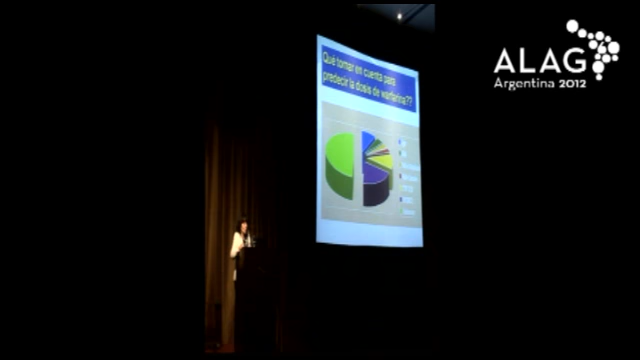 Qué tomar en cuenta para
predecir la dosis de warfarina??
ALAG
Argentina 2012